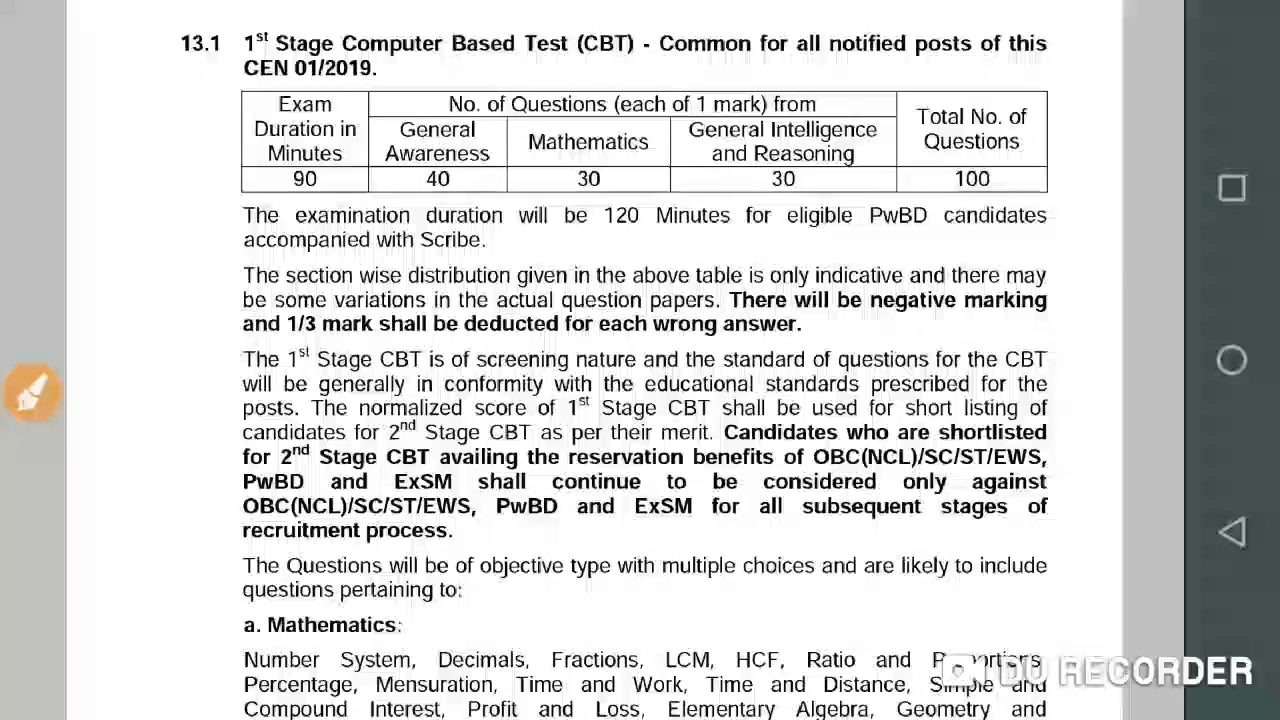 13.1 1st Stage Computer Based Test (CBT) - Common for all notified posts of this
CEN 01/2019.
Exam Duration in Minutes
No. of Questions (each of 1 mark) from
General Awareness
Mathematics
General Intelligence and Reasoning
Total No. of Questions
90 40 30 30 100
The examination duration will be 120 Minutes for eligible PwBD candidates
accompanied with Scribe.
The section wise distribution given in the above table is only indicative and there may
be some variations in the actual question papers. There will be negative marking
and 1/3 mark shall be deducted for each wrong answer.
The 1st Stage CBT is of screening nature and the standard of questions for the CBT
will be generally in conformity with the educational standards prescribed for the
posts. The normalized score of 1st Stage CBT shall be used for short listing of
candidates for 2nd Stage CBT as per their merit. Candidates who are shortlisted
for 2nd Stage CBT availing the reservation benefits of OBC(NCL)/SC/ST/EWS,
PwBD and ExSM shall continue to be considered only against
OBC(NCL)/SC/ST/EWS, PwBD and ExSM for all subsequent stages of
recruitment process.
The Questions will be of objective type with multiple choices and are likely to include
questions pertaining to:
a. Mathematics:
Number System, Decimals, Fractions, LCM, HCF, Ratio and
Percentage, Mensuration, Time and Work, Time and Distance, Simple and
Compound Interest, Profit and Loss, Elementary Algebra, Geometry and
DU RECORDER